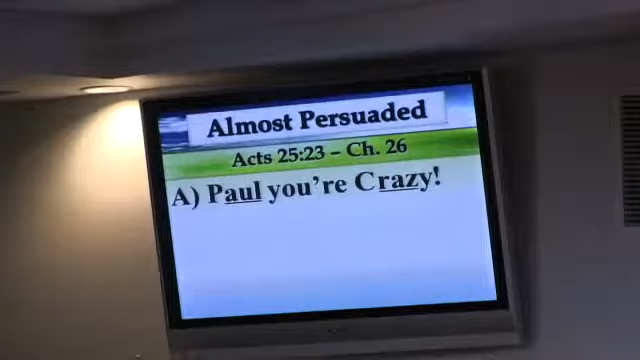 Almost Persuaded
Acts 25:23 – Ch. 26
A) Paul you're Crazy!